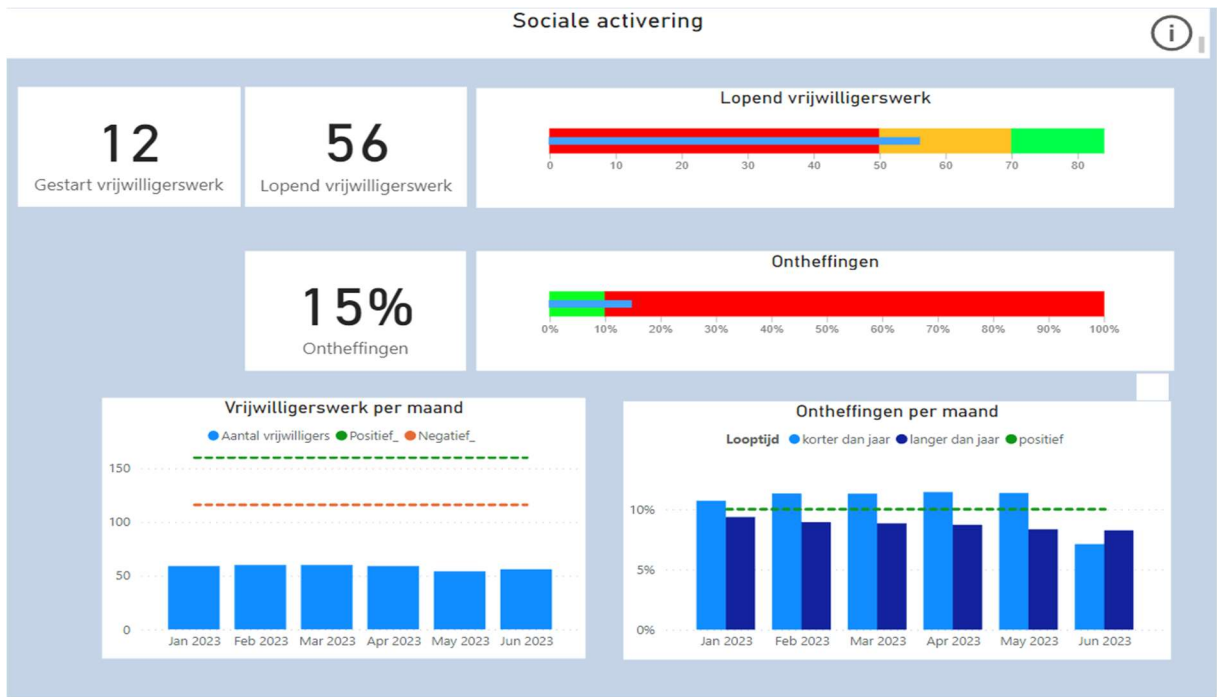 Sociale activering
i
12
Gestart vrijwilligerswerk
56
Lopend vrijwilligerswerk
Lopend vrijwilligerswerk
0 10 20 30 40 50 60 70 80
15%
Ontheffingen
Ontheffingen
0% 10% 20% 30% 40% 50% 60% 70% 80% 90% 100%
Vrijwilligerswerk per maand
Aantal vrijwilligers Positief_ Negatief_
150
100
50
0
Jan 2023 Feb 2023 Mar 2023 Apr 2023 May 2023 Jun 2023
Ontheffingen per maand
Looptijd korter dan jaar langer dan jaar positief
10%
5%
0%
Jan 2023 Feb 2023 Mar 2023 Apr 2023 May 2023 Jun 2023